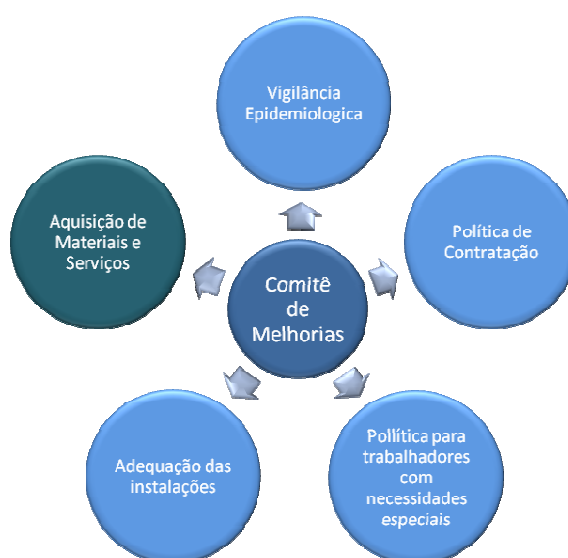 Vigilância
Epidemiologica
Aquisição de
Materiais e
Serviços
Política de
Contratação
Comitê
de
Melhorias
Adequação das
instalações
Pollítica para
trabalhadores
com
necessidades
especiais